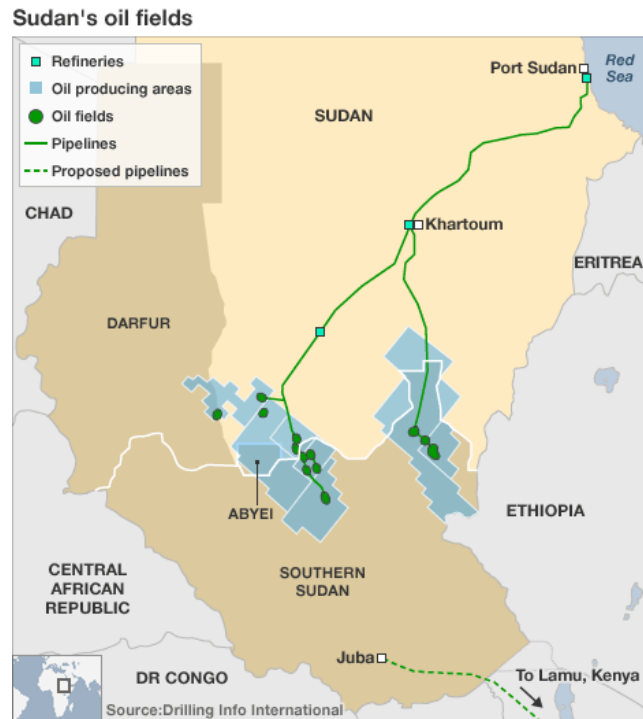 Sudan's oil fields
Refineries
Oil producing areas
Oil fields
Pipelines
Proposed pipelines
Port Sudan
Red
Sea
SUDAN
CHAD
Khartoum
ERITREA
DARFUR
ABYEI
ETHIOPIA
CENTRAL
AFRICAN
REPUBLIC
SOUTHERN
SUDAN
Juba
DR CONGO
To Lamu, Kenya
Source:Drilling Info International